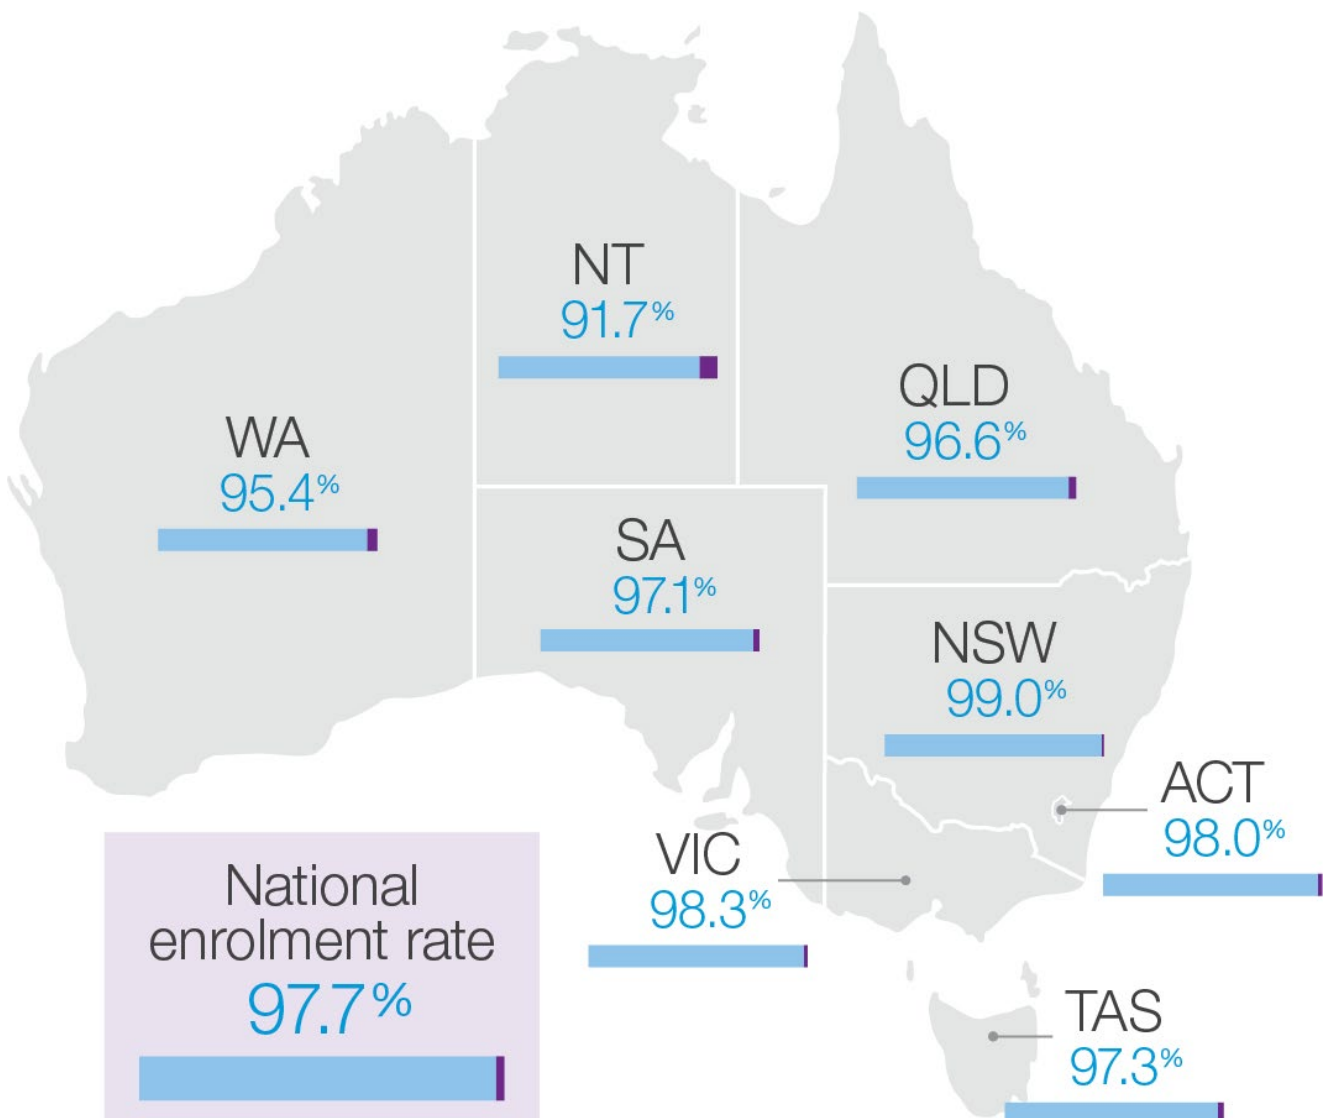 NT
91.7%
QLD
96.6%
WA
95.4%
SA
97.1%
NSW
99.0%
ACT
98.0%
VIC
98.3%
National
enrolment rate
97.7%
TAS
97.3%